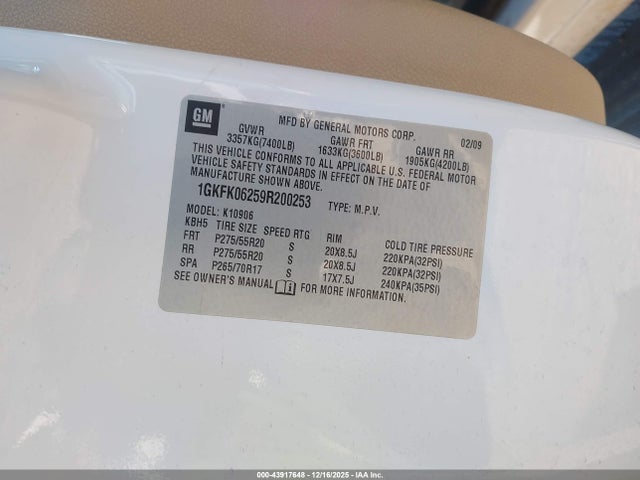 GM
MFD BY GENERAL MOTORS CORP. 02/09
GVWR GAWR FRT GAWR RR
3357KG(7400LB) 1633KG(3600LB) 1905KG(4200LB)
THIS VEHICLE CONFORMS TO ALL APPLICABLE U.S. FEDERAL MOTOR
VEHICLE SAFETY STANDARDS IN EFFECT ON THE DATE OF
MANUFACTURE SHOWN ABOVE.
1GKFK06259R200253 TYPE: M.P.V.
MODEL: K10906
KBH5 TIRE SIZE SPEED RTG RIM COLD TIRE PRESSURE
FRT P275/55R20 S 20X8.5J 220KPA(32PSI)
RR P275/55R20 S 20X8.5J 220KPA(32PSI)
SPA P265/70R17 S 17X7.5J 240KPA(35PSI)
SEE OWNER'S MANUAL FOR MORE INFORMATION.
000-43917648 - 12/16/2025 - IAA Inc.